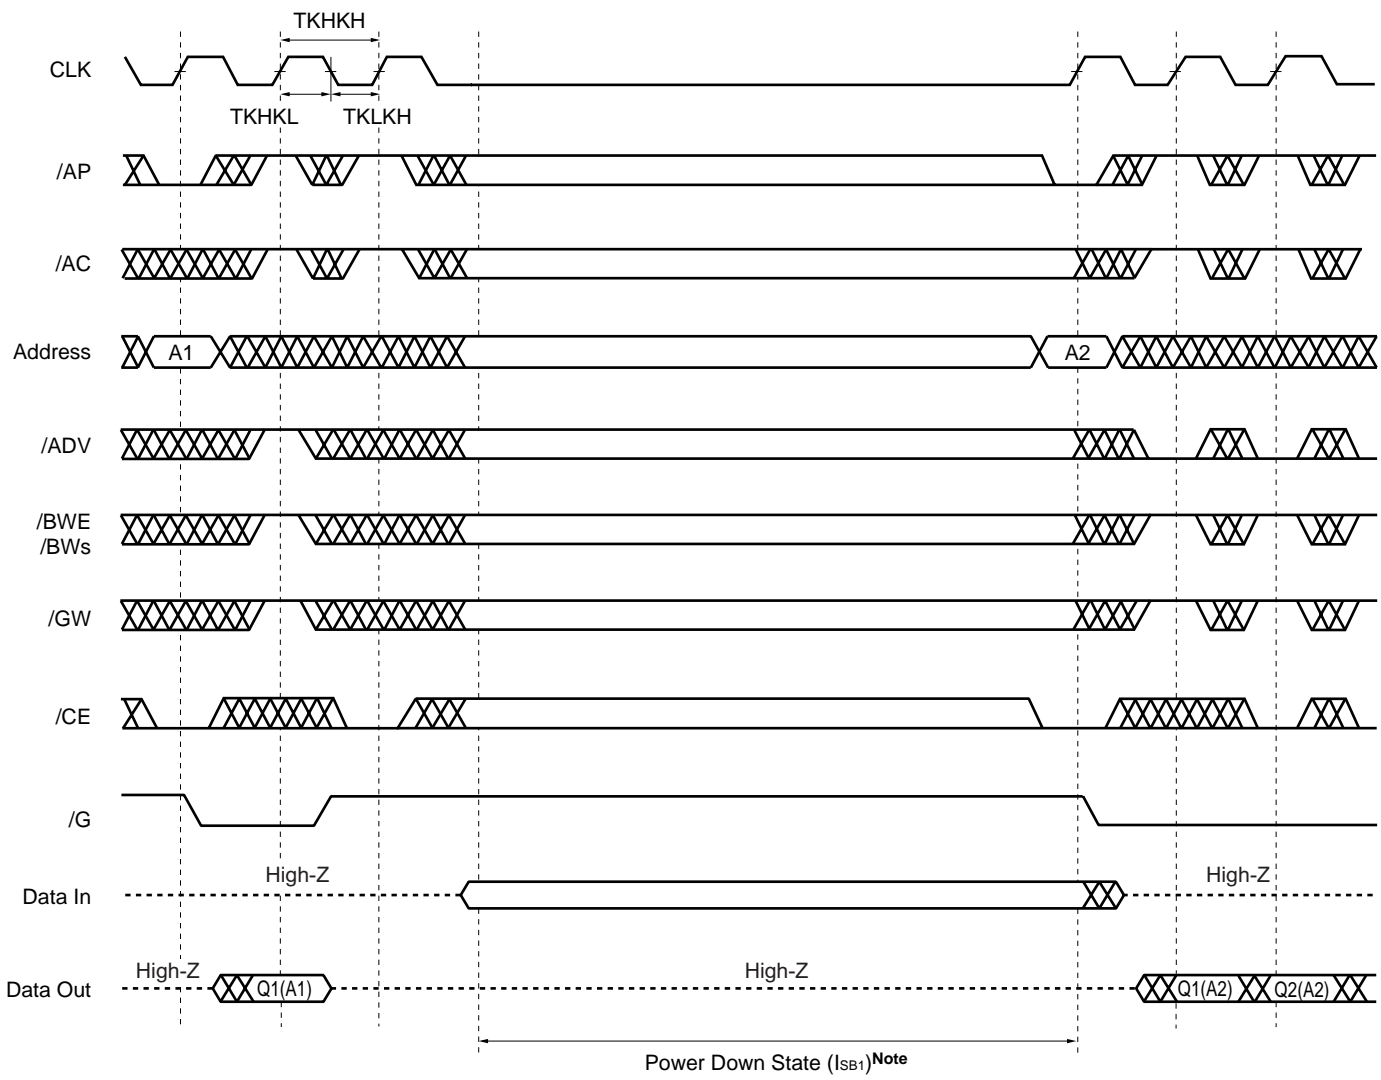 TKHKH
CLK
TKHKL TKLKH
/AP
/AC
Address A1 A2
/ADV
/BWE
/BWs
/GW
/CE
/G
High-Z High-Z
Data In
High-Z High-Z
Data Out Q1(A1) Q1(A2) Q2(A2)
Power Down State (ISB1)Note